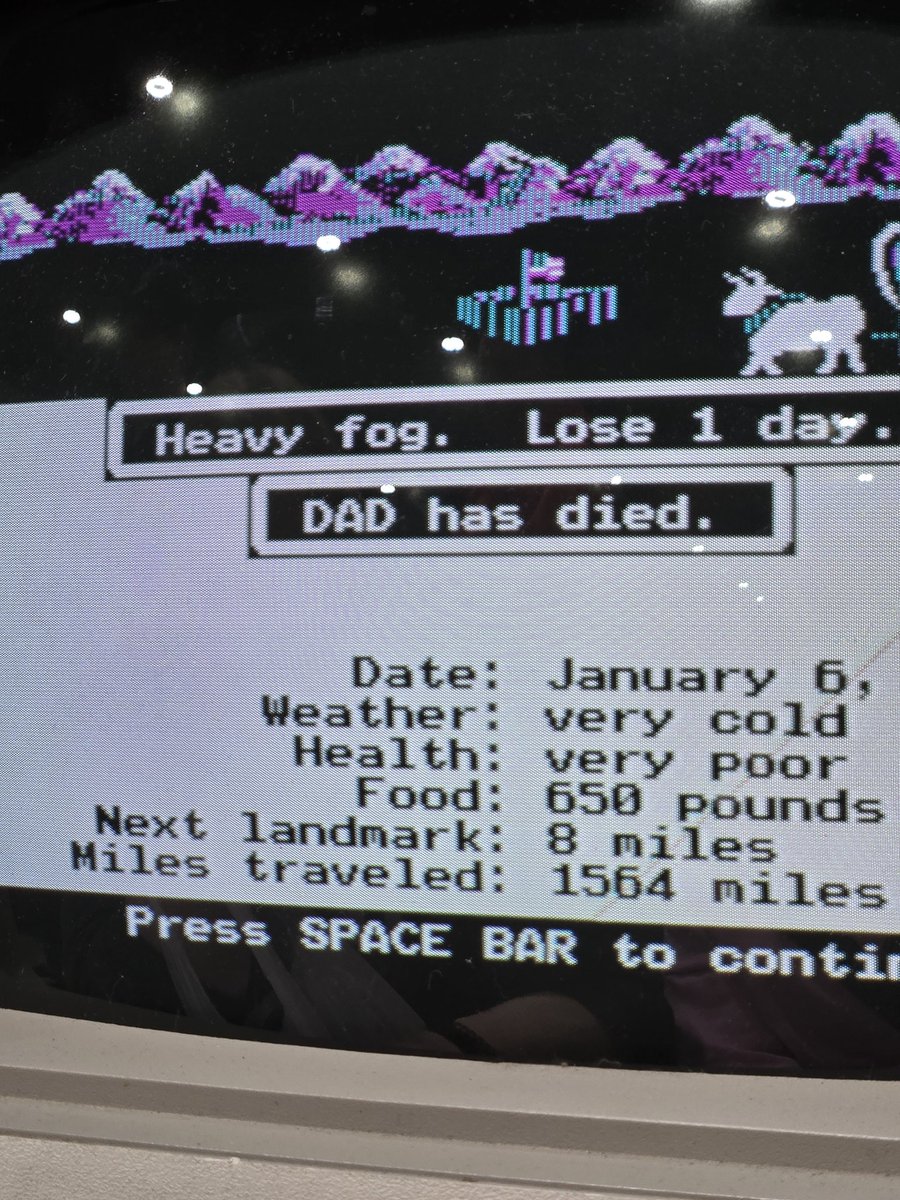 Heavy fog.  Lose 1 day.
DAD has died.
Date: January 6,
Weather: very cold
Health: very poor
Food: 650 pounds
Next landmark: 8 miles
Miles traveled: 1564 miles
Press SPACE BAR to contin